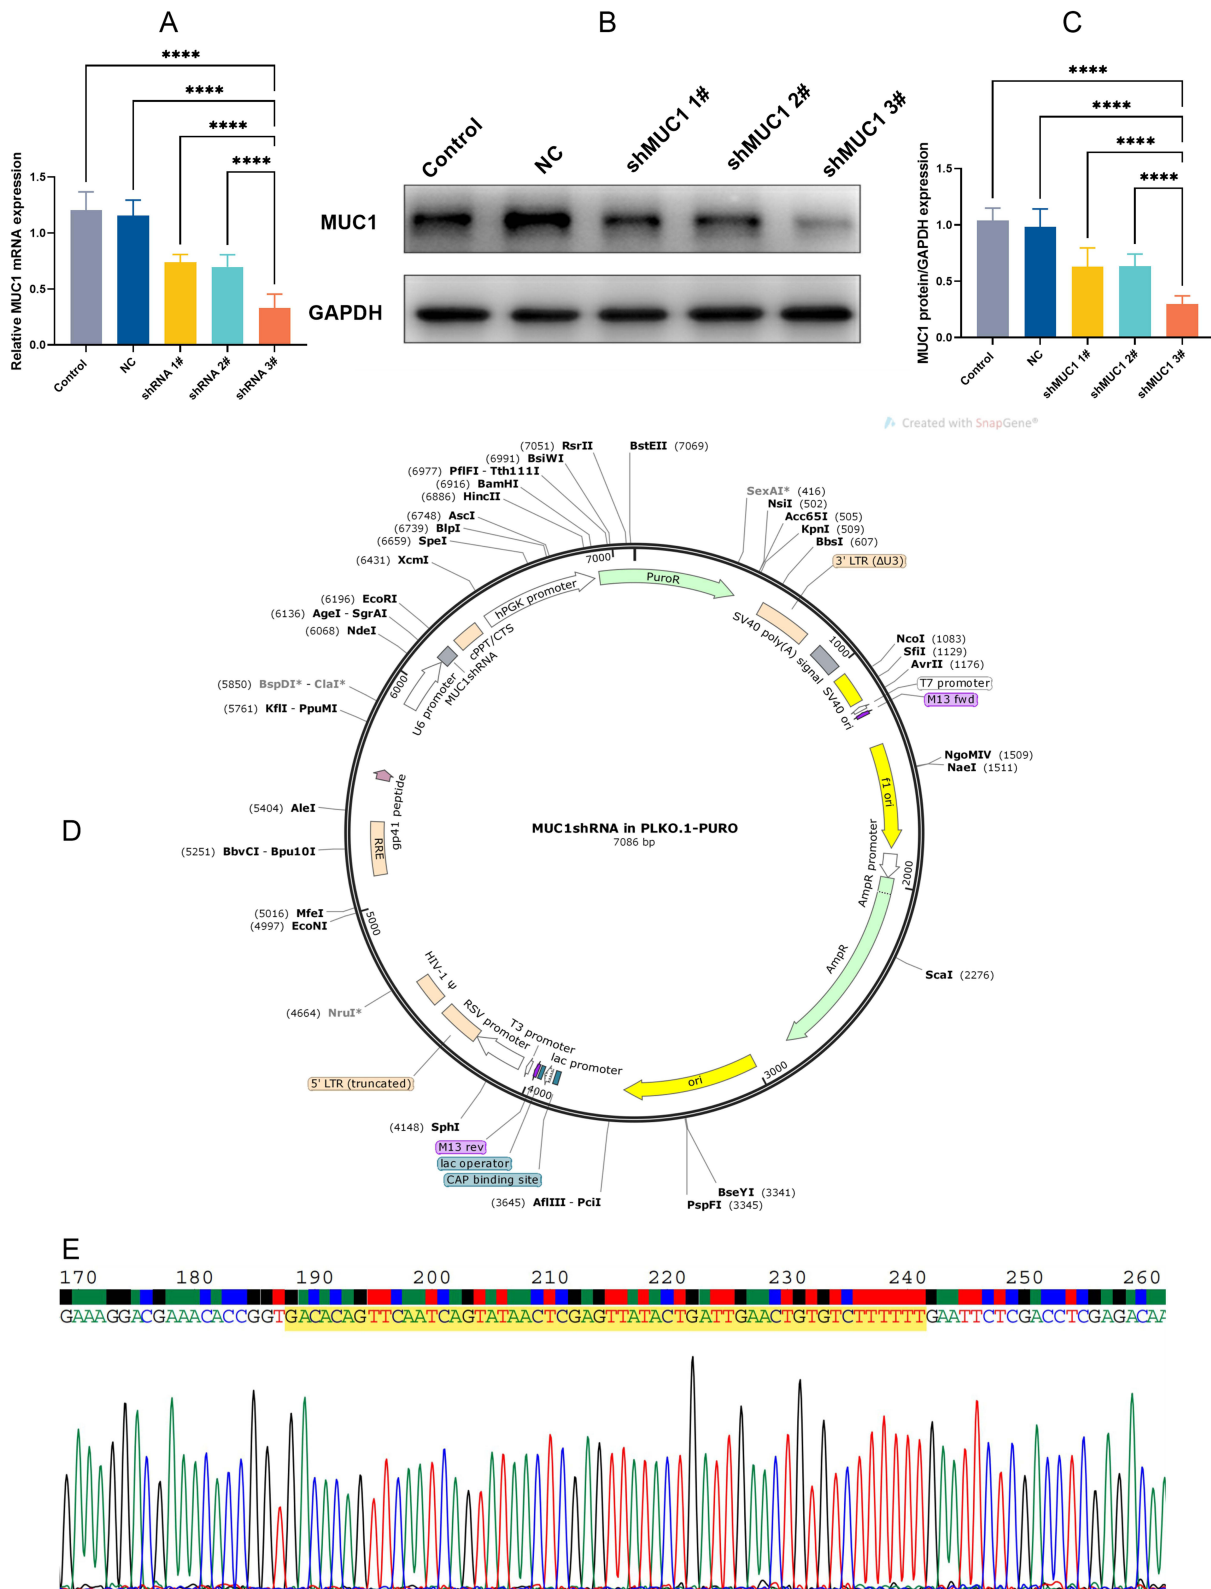 A
B
C
****
****
****
****
Relative MUC1 mRNA expression
1.5
1.0
0.5
0.0
Control
NC
shRNA 1#
shRNA 2#
shRNA 3#
Control
NC
shMUC1 1#
shMUC1 2#
shMUC1 3#
MUC1
GAPDH
****
****
****
****
MUC1 protein/GAPDH expression
1.5
1.0
0.5
0.0
Control
NC
shMUC1 1#
shMUC1 2#
shMUC1 3#
Created with SnapGene®
D
(7051) RsrII
BstEII (7069)
(6991) BsiWI
(6977) PflFI - Tth111I
(6916) BamHI
(6886) HincII
(6748) AscI
(6739) BlpI
(6659) SpeI
(6431) XcmI
(6196) EcoRI
(6136) AgeI - SgrAI
(6068) NdeI
(5850) BspDI* - ClaI*
(5761) KflI - PpuMI
(5404) AleI
(5251) BbvCI - Bpu10I
(5016) MfeI
(4997) EcoNI
(4664) NruI*
5' LTR (truncated)
(4148) SphI
M13 rev
lac operator
CAP binding site
(3645) AflIII - PciI
SexAI* (416)
NsiI (502)
Acc65I (505)
KpnI (509)
BbsI (607)
3' LTR (ΔU3)
NcoI (1083)
SfiI (1129)
AvrII (1176)
T7 promoter
M13 fwd
NgoMIV (1509)
NaeI (1511)
ScaI (2276)
BseYI (3341)
PspFI (3345)
7000
1000
2000
3000
4000
5000
6000
PuroR
hPGK promoter
cPPT/CTS
MUC1shRNA
U6 promoter
gp41 peptide
RRE
HIV-1 Ψ
RSV promoter
T3 promoter
lac promoter
ori
AmpR
AmpR promoter
f1 ori
SV40 ori
SV40 poly(A) signal
MUC1shRNA in PLKO.1-PURO
7086 bp
E
170 180 190 200 210 220 230 240 250 260
GAAAGGACGAAACACCGGTGACACAGTTCAATCAGTATAACTCGAGTTATACTGATTGAACTGTGTCTTTTTTGAATTCTCGACCTCGAGACAA